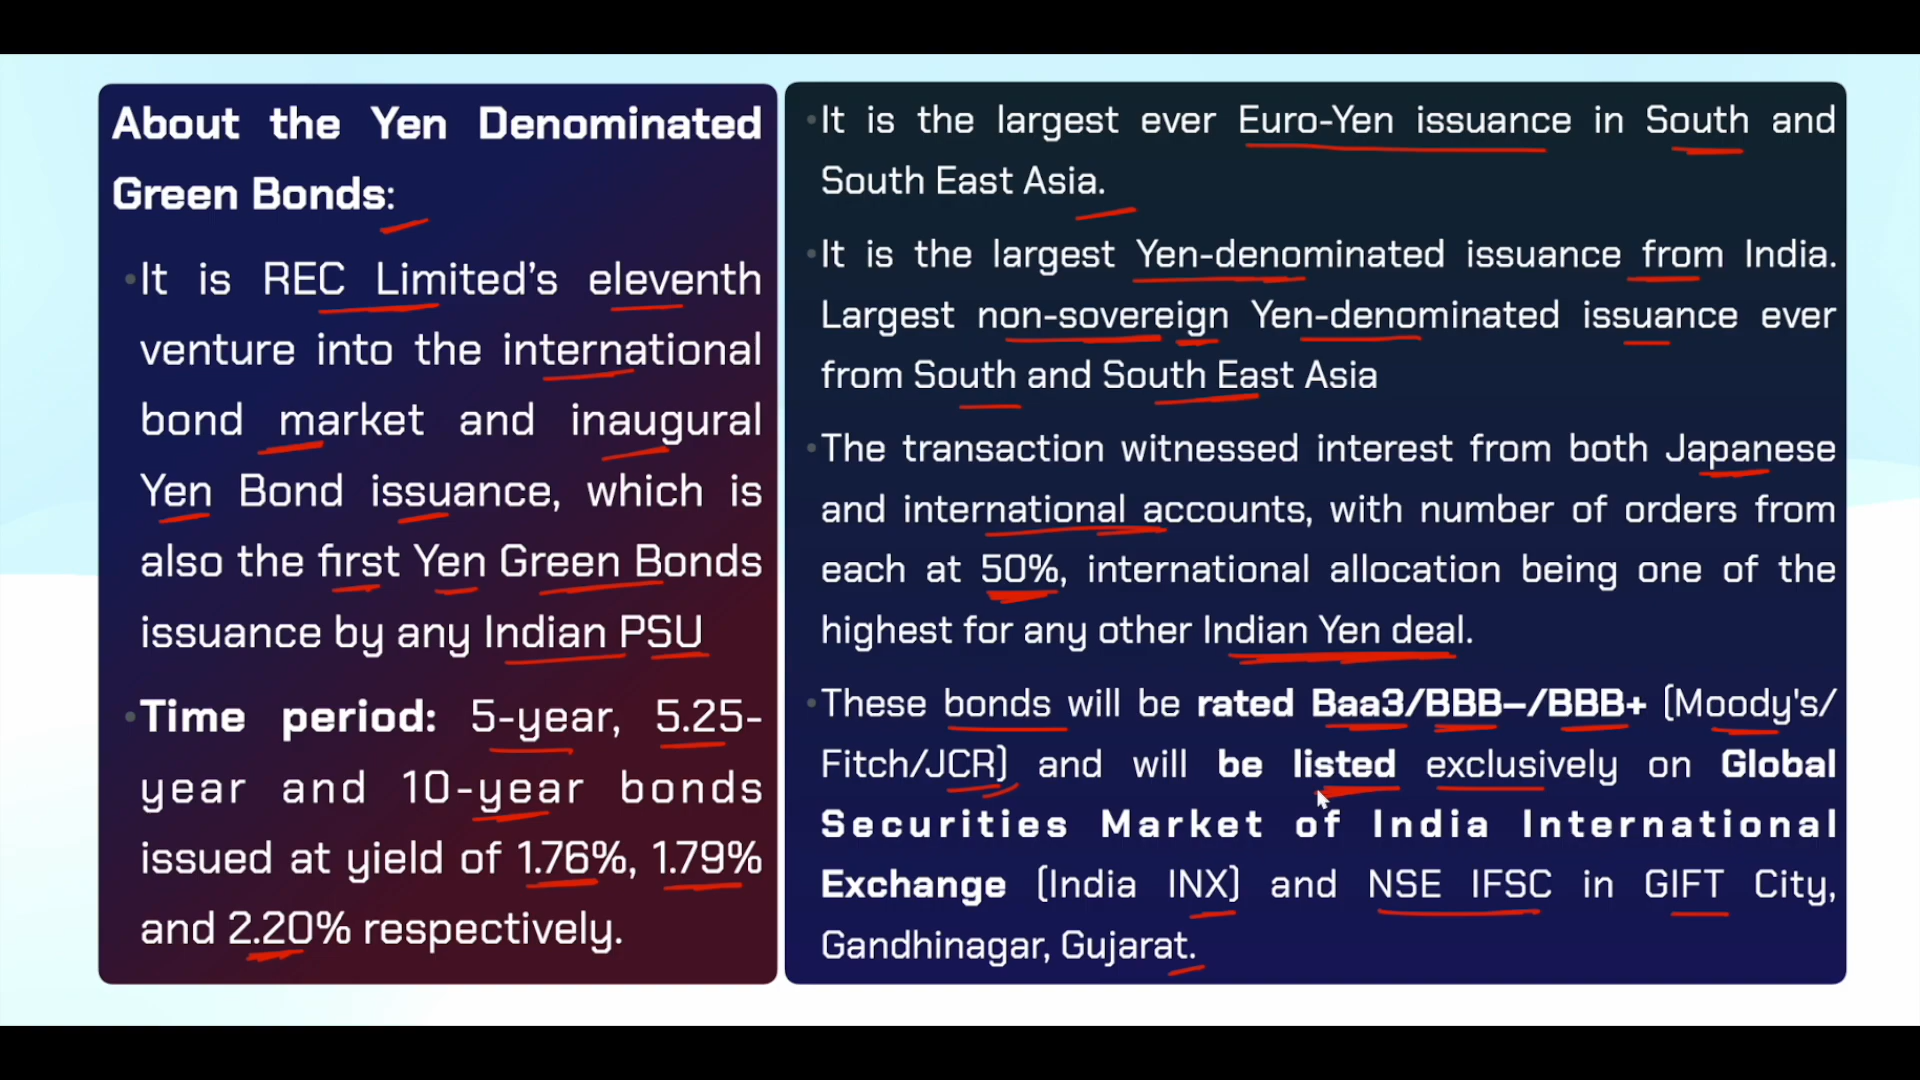 About the Yen Denominated
Green Bonds:
•It is REC Limited's eleventh
venture into the international
bond market and inaugural
Yen Bond issuance, which is
also the first Yen Green Bonds
issuance by any Indian PSU
•Time period: 5-year, 5.25-
year and 10-year bonds
issued at yield of 1.76%, 1.79%
and 2.20% respectively.
•It is the largest ever Euro-Yen issuance in South and
South East Asia.
•It is the largest Yen-denominated issuance from India.
Largest non-sovereign Yen-denominated issuance ever
from South and South East Asia
•The transaction witnessed interest from both Japanese
and international accounts, with number of orders from
each at 50%, international allocation being one of the
highest for any other Indian Yen deal.
•These bonds will be rated Baa3/BBB–/BBB+ (Moody's/
Fitch/JCR) and will be listed exclusively on Global
Securities Market of India International
Exchange (India INX) and NSE IFSC in GIFT City,
Gandhinagar, Gujarat.